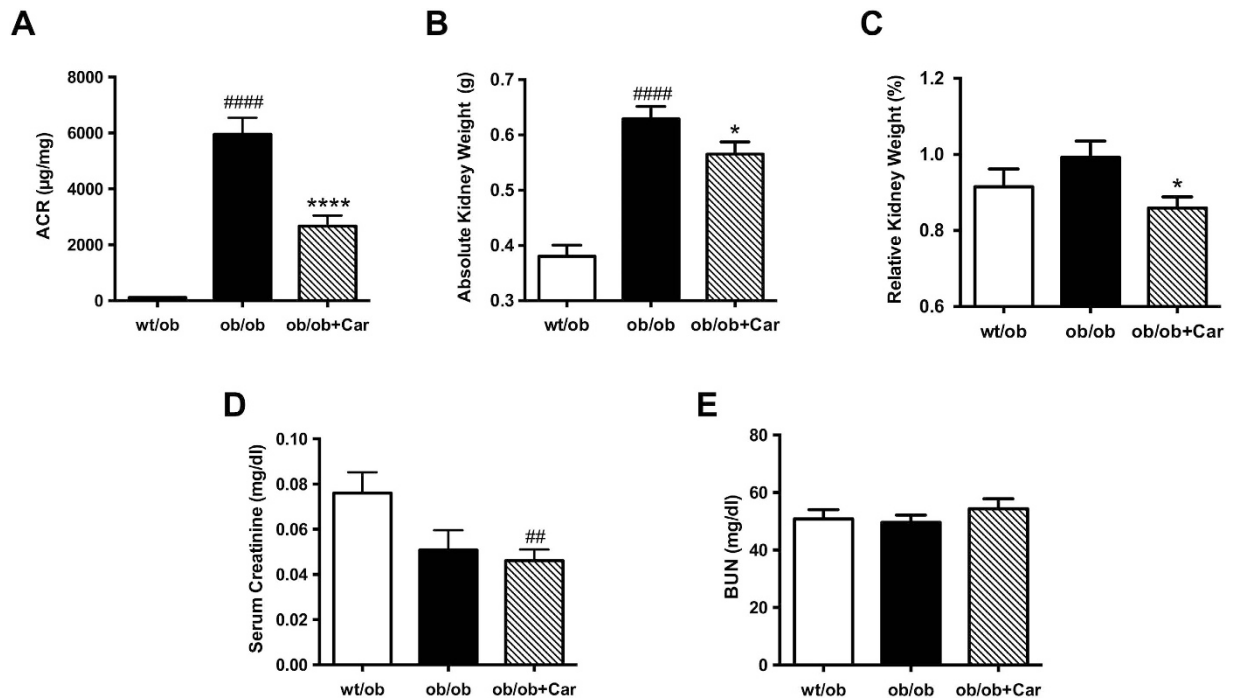 A
ACR (µg/mg)
8000
6000
4000
2000
0
####
****
wt/ob
ob/ob
ob/ob+Car
B
Absolute Kidney Weight (g)
0.7
0.6
0.5
0.4
0.3
####
*
wt/ob
ob/ob
ob/ob+Car
C
Relative Kidney Weight (%)
1.2
1.0
0.8
0.6
*
wt/ob
ob/ob
ob/ob+Car
D
Serum Creatinine (mg/dl)
0.10
0.08
0.06
0.04
0.02
0.00
##
wt/ob
ob/ob
ob/ob+Car
E
BUN (mg/dl)
80
60
40
20
0
wt/ob
ob/ob
ob/ob+Car